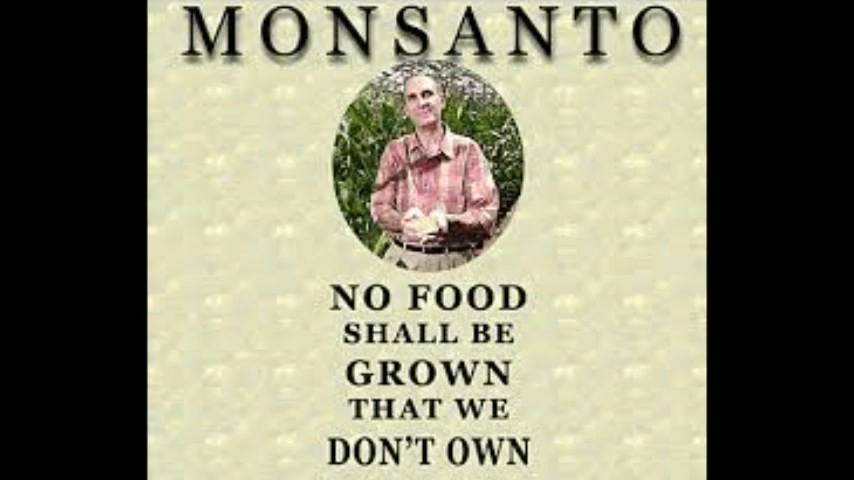 MONSANTO
NO FOOD
SHALL BE
GROWN
THAT WE
DON'T OWN